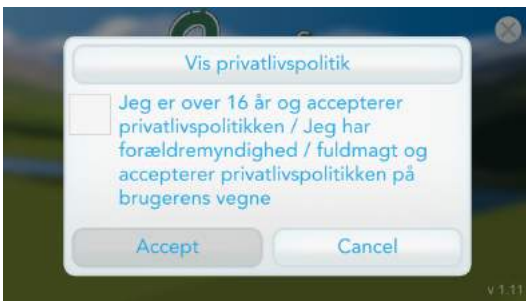 Vis privatlivspolitik
Jeg er over 16 år og accepterer
privatlivspolitikken / Jeg har
forældremyndighed / fuldmagt og
accepterer privatlivspolitikken på
brugerens vegne
Accept Cancel
v 1.11